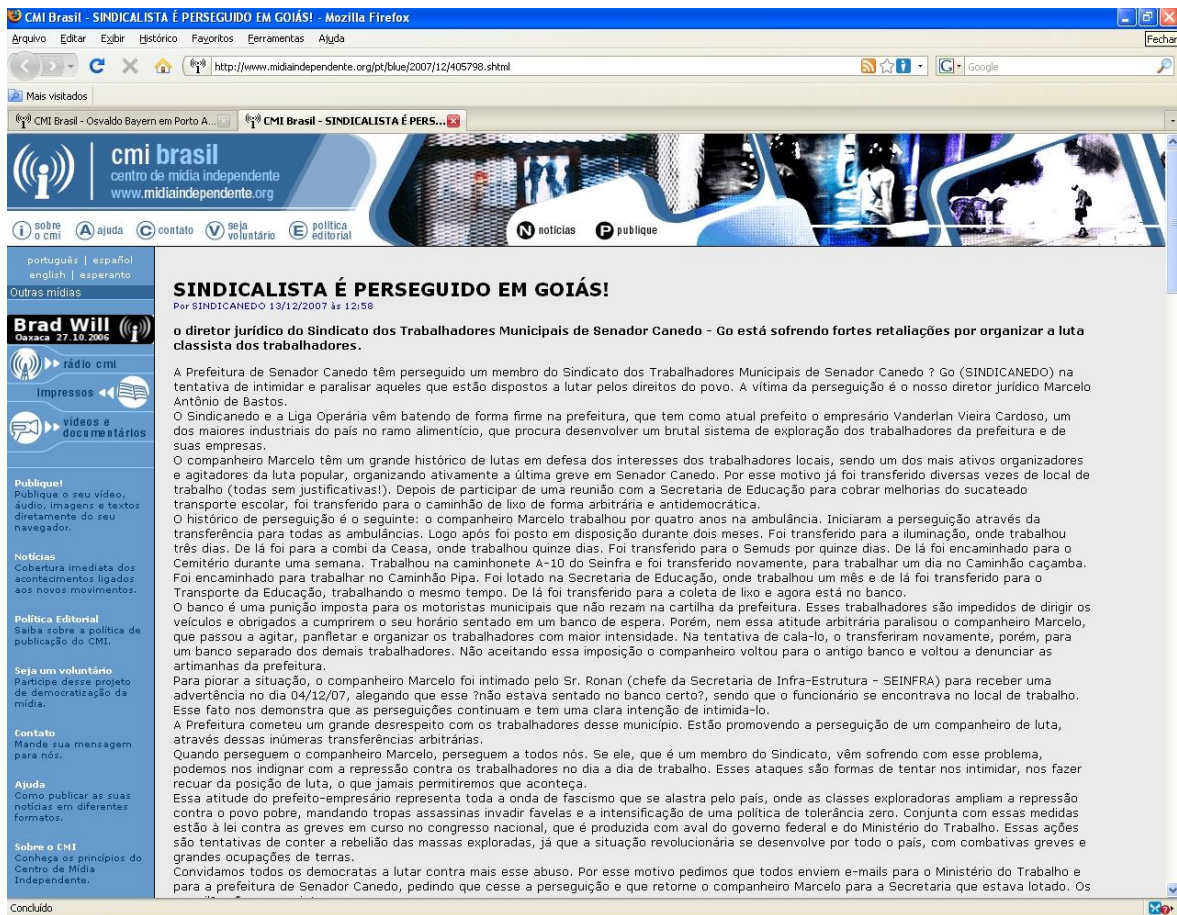 CMI Brasil - SINDICALISTA É PERSEGUIDO EM GOIÁS! - Mozilla Firefox
Arquivo Editar Exibir Histórico Favoritos Ferramentas Ajuda
Fechar
http://www.midiaindependente.org/pt/blue/2007/12/405798.shtml
Google
Mais visitados
CMI Brasil - Osvaldo Bayern em Porto A...
CMI Brasil - SINDICALISTA É PERS...
cmi brasil
centro de mídia independente
www.midiaindependente.org
sobre o cmi
ajuda
contato
seja voluntário
política editorial
notícias
publique
português | español
english | esperanto
Outras mídias
Brad Will
Oaxaca 27.10.2006
rádio cmi
impressos
vídeos e
documentários
Publique!
Publique o seu vídeo,
áudio, imagens e textos
diretamente do seu
navegador.
Notícias
Cobertura imediata dos
acontecimentos ligados
aos novos movimentos.
Política Editorial
Saiba sobre a política de
publicação do CMI.
Seja um voluntário
Participe desse projeto
de democratização da
mídia.
Contato
Mande sua mensagem
para nós.
Ajuda
Como publicar as suas
notícias em diferentes
formatos.
Sobre o CMI
Conheça os princípios do
Centro de Mídia
Independente.
SINDICALISTA É PERSEGUIDO EM GOIÁS!
Por SINDICANEDO 13/12/2007 às 12:58
o diretor jurídico do Sindicato dos Trabalhadores Municipais de Senador Canedo - Go está sofrendo fortes retaliações por organizar a luta
classista dos trabalhadores.
A Prefeitura de Senador Canedo têm perseguido um membro do Sindicato dos Trabalhadores Municipais de Senador Canedo ? Go (SINDICANEDO) na
tentativa de intimidar e paralisar aqueles que estão dispostos a lutar pelos direitos do povo. A vítima da perseguição é o nosso diretor jurídico Marcelo
Antônio de Bastos.
O Sindicanedo e a Liga Operária vêm batendo de forma firme na prefeitura, que tem como atual prefeito o empresário Vanderlan Vieira Cardoso, um
dos maiores industriais do país no ramo alimentício, que procura desenvolver um brutal sistema de exploração dos trabalhadores da prefeitura e de
suas empresas.
O companheiro Marcelo têm um grande histórico de lutas em defesa dos interesses dos trabalhadores locais, sendo um dos mais ativos organizadores
e agitadores da luta popular, organizando ativamente a última greve em Senador Canedo. Por esse motivo já foi transferido diversas vezes de local de
trabalho (todas sem justificativas!). Depois de participar de uma reunião com a Secretaria de Educação para cobrar melhorias do sucateado
transporte escolar, foi transferido para o caminhão de lixo de forma arbitrária e antidemocrática.
O histórico de perseguição é o seguinte: o companheiro Marcelo trabalhou por quatro anos na ambulância. Iniciaram a perseguição através da
transferência para todas as ambulâncias. Logo após foi posto em disposição durante dois meses. Foi transferido para a iluminação, onde trabalhou
três dias. De lá foi para a combi da Ceasa, onde trabalhou quinze dias. Foi transferido para o Semuds por quinze dias. De lá foi encaminhado para o
Cemitério durante uma semana. Trabalhou na caminhonete A-10 do Seinfra e foi transferido novamente, para trabalhar um dia no Caminhão caçamba.
Foi encaminhado para trabalhar no Caminhão Pipa. Foi lotado na Secretaria de Educação, onde trabalhou um mês e de lá foi transferido para o
Transporte da Educação, trabalhando o mesmo tempo. De lá foi transferido para a coleta de lixo e agora está no banco.
O banco é uma punição imposta para os motoristas municipais que não rezam na cartilha da prefeitura. Esses trabalhadores são impedidos de dirigir os
veículos e obrigados a cumprirem o seu horário sentado em um banco de espera. Porém, nem essa atitude arbitrária paralisou o companheiro Marcelo,
que passou a agitar, panfletar e organizar os trabalhadores com maior intensidade. Na tentativa de cala-lo, o transferiram novamente, porém, para
um banco separado dos demais trabalhadores. Não aceitando essa imposição o companheiro voltou para o antigo banco e voltou a denunciar as
artimanhas da prefeitura.
Para piorar a situação, o companheiro Marcelo foi intimado pelo Sr. Ronan (chefe da Secretaria de Infra-Estrutura - SEINFRA) para receber uma
advertência no dia 04/12/07, alegando que esse ?não estava sentado no banco certo?, sendo que o funcionário se encontrava no local de trabalho.
Esse fato nos demonstra que as perseguições continuam e tem uma clara intenção de intimida-lo.
A Prefeitura cometeu um grande desrespeito com os trabalhadores desse município. Estão promovendo a perseguição de um companheiro de luta,
através dessas inúmeras transferências arbitrárias.
Quando perseguem o companheiro Marcelo, perseguem a todos nós. Se ele, que é um membro do Sindicato, vêm sofrendo com esse problema,
podemos nos indignar com a repressão contra os trabalhadores no dia a dia de trabalho. Esses ataques são formas de tentar nos intimidar, nos fazer
recuar da posição de luta, o que jamais permitiremos que aconteça.
Essa atitude do prefeito-empresário representa toda a onda de fascismo que se alastra pelo país, onde as classes exploradoras ampliam a repressão
contra o povo pobre, mandando tropas assassinas invadir favelas e a intensificação de uma política de tolerância zero. Conjunta com essas medidas
estão à lei contra as greves em curso no congresso nacional, que é produzida com aval do governo federal e do Ministério do Trabalho. Essas ações
são tentativas de conter a rebelião das massas exploradas, já que a situação revolucionária se desenvolve por todo o país, com combativas greves e
grandes ocupações de terras.
Convidamos todos os democratas a lutar contra mais esse abuso. Por esse motivo pedimos que todos enviem e-mails para o Ministério do Trabalho e
para a prefeitura de Senador Canedo, pedindo que cesse a perseguição e que retorne o companheiro Marcelo para a Secretaria que estava lotado. Os
Concluído